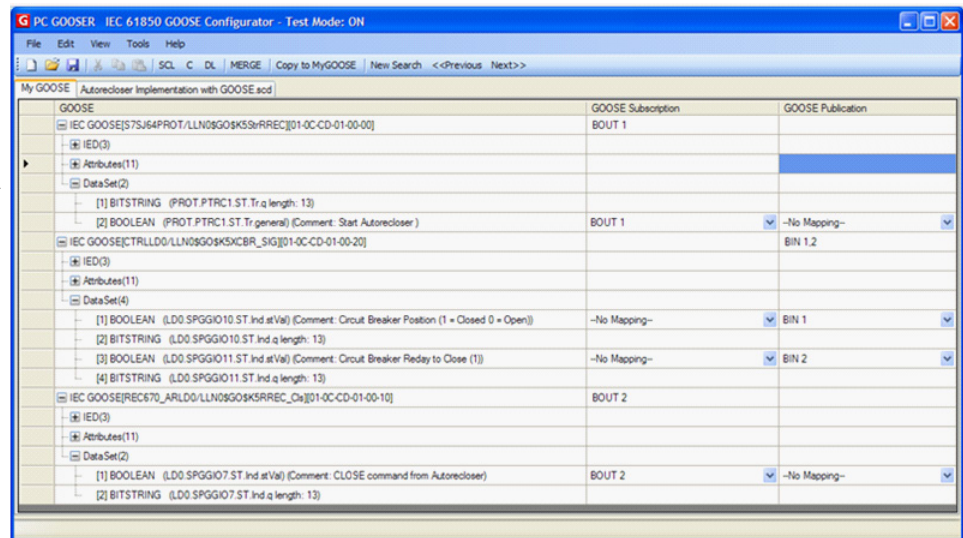 G PC GOOSER IEC 61850 GOOSE Configurator - Test Mode: ON
File Edit View Tools Help
SCL C DL MERGE Copy to MyGOOSE New Search <<Previous Next>>
My GOOSE Autorecloser Implementation with GOOSE.scd
GOOSE GOOSE Subscription GOOSE Publication
IEC GOOSE[S7SJ64PROT/LLN0$GO$K5StrRREC][01-0C-CD-01-00-00] BOUT 1
IED(3)
Attributes(11)
DataSet(2)
[1] BITSTRING (PROT.PTRC1.ST.Tr.q length: 13)
[2] BOOLEAN (PROT.PTRC1.ST.Tr.general) (Comment: Start Autorecloser ) BOUT 1 --No Mapping--
IEC GOOSE[CTRLLD0/LLN0$GO$K5XCBR_SIG][01-0C-CD-01-00-20] BIN 1,2
IED(3)
Attributes(11)
DataSet(4)
[1] BOOLEAN (LD0.SPGGIO10.ST.Ind.stVal) (Comment: Circuit Breaker Position (1 = Closed 0 = Open)) --No Mapping-- BIN 1
[2] BITSTRING (LD0.SPGGIO10.ST.Ind.q length: 13)
[3] BOOLEAN (LD0.SPGGIO11.ST.Ind.stVal) (Comment: Circuit Breaker Reday to Close (1)) --No Mapping-- BIN 2
[4] BITSTRING (LD0.SPGGIO11.ST.Ind.q length: 13)
IEC GOOSE[REC670_ARLD0/LLN0$GO$K5RREC_Cls][01-0C-CD-01-00-10] BOUT 2
IED(3)
Attributes(11)
DataSet(2)
[1] BOOLEAN (LD0.SPGGIO7.ST.Ind.stVal) (Comment: CLOSE command from Autorecloser) BOUT 2 --No Mapping--
[2] BITSTRING (LD0.SPGGIO7.ST.Ind.q length: 13)